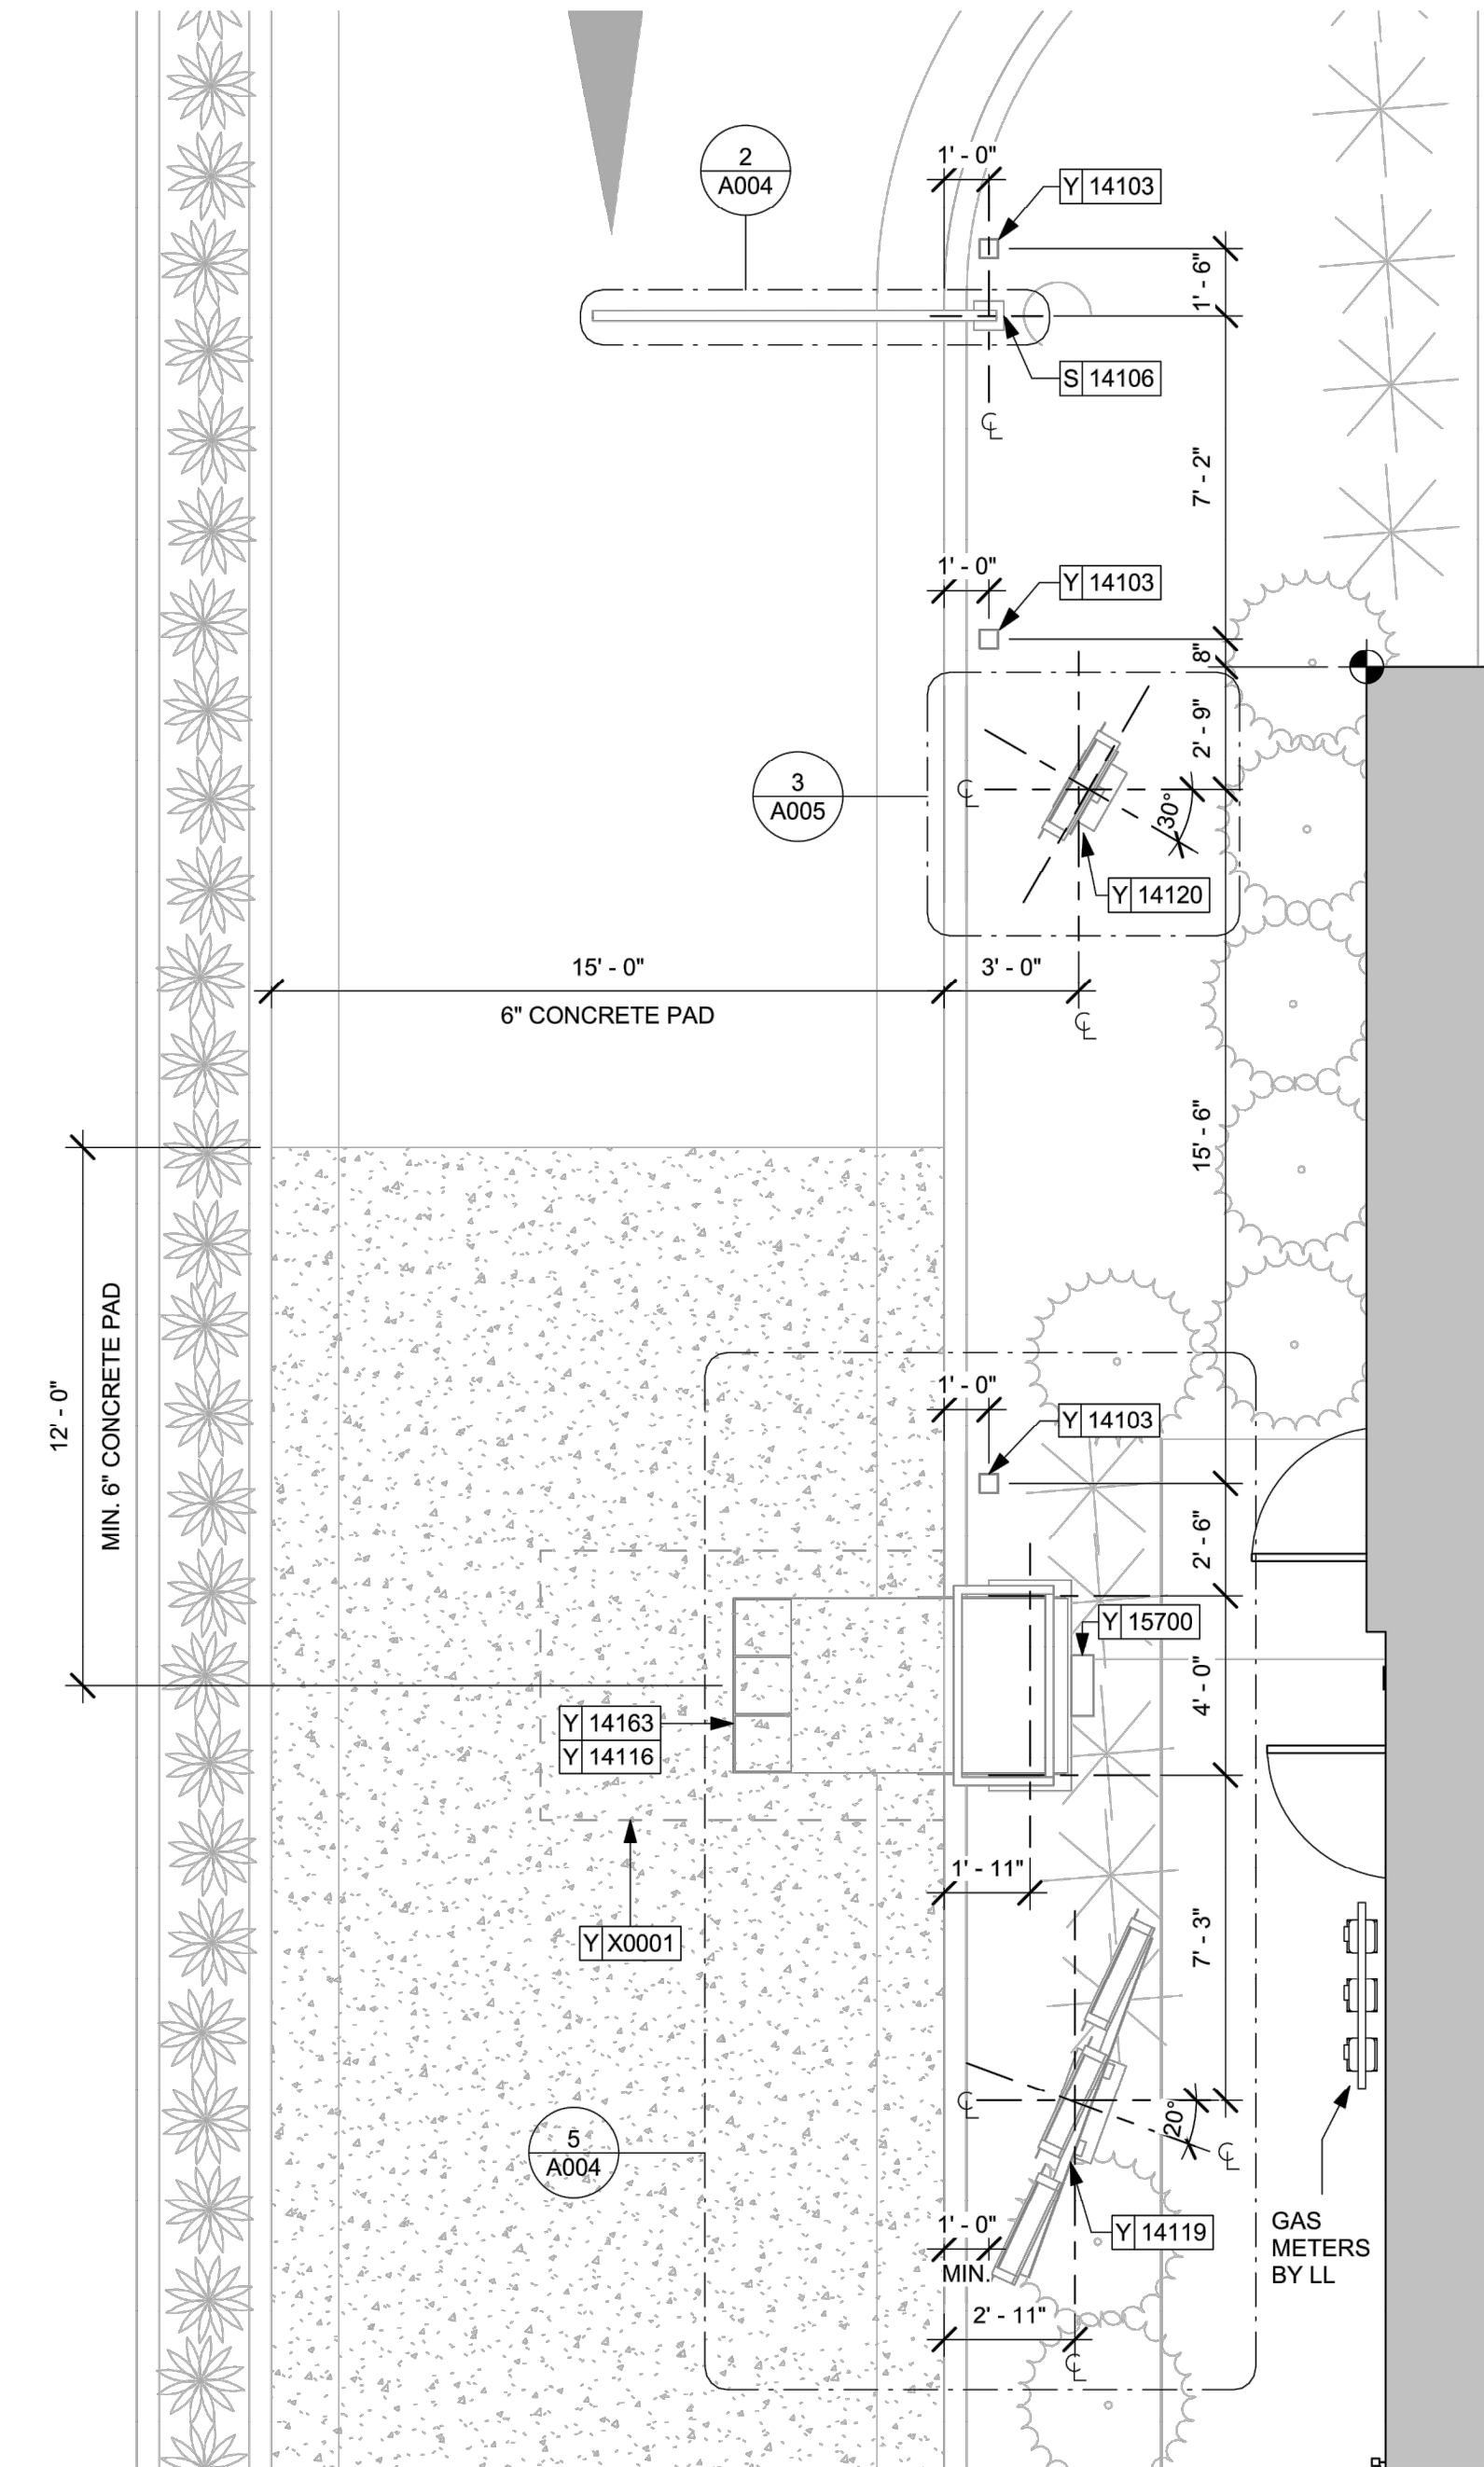 2
A004
1' - 0"
Y 14103
1' - 6"
S 14106
℄
7' - 2"
1' - 0"
Y 14103
8"
2' - 9"
3
A005
℄
30°
Y 14120
15' - 0"
3' - 0"
6" CONCRETE PAD
℄
15' - 6"
12' - 0"
MIN. 6" CONCRETE PAD
1' - 0"
Y 14103
2' - 6"
Y 15700
4' - 0"
Y 14163
Y 14116
1' - 11"
Y X0001
7' - 3"
℄
20°
℄
5
A004
1' - 0"
MIN.
Y 14119
GAS
METERS
BY LL
2' - 11"
℄